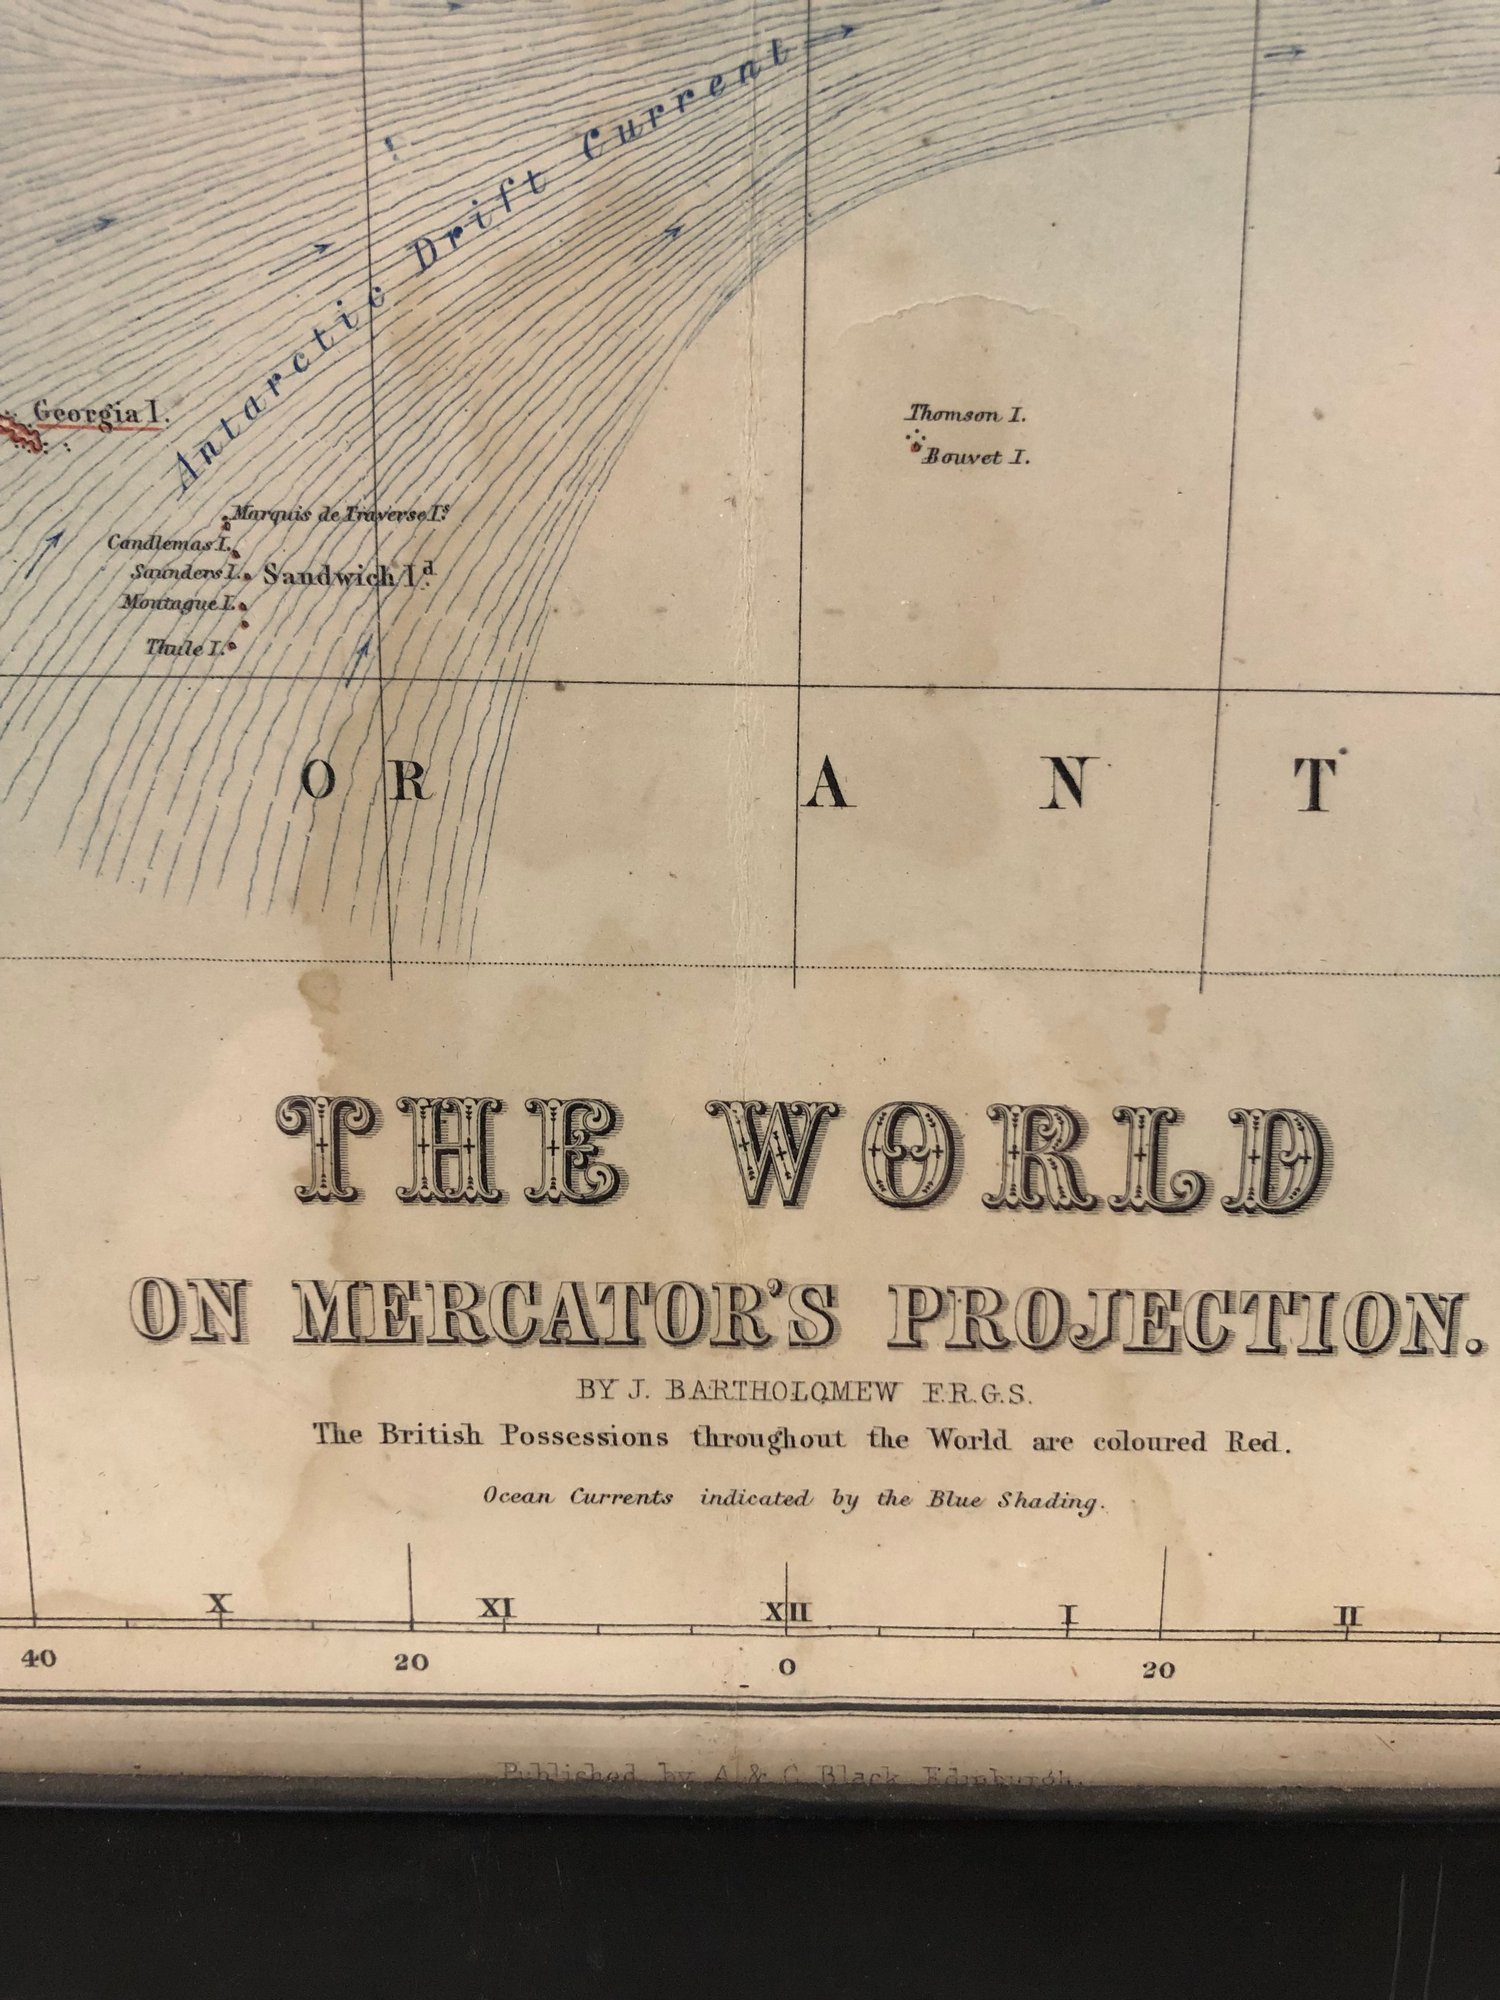 Antarctic Drift Current
Georgia I.
Thomson I.
Bouvet I.
Marquis de Traverse Is
Candlemas I.
Saunders I.
Sandwich Id.
Montague I.
Thule I.
O R A N T
THE WORLD
ON MERCATOR'S PROJECTION.
BY J. BARTHOLOMEW F.R.G.S.
The British Possessions throughout the World are coloured Red.
Ocean Currents indicated by the Blue Shading.
X XI XII I II
40 20 0 20
Published by A & C Black Edinburgh.